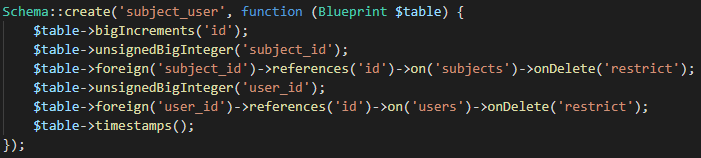 Schema::create('subject_user', function (Blueprint $table) {
    $table->bigIncrements('id');
    $table->unsignedBigInteger('subject_id');
    $table->foreign('subject_id')->references('id')->on('subjects')->onDelete('restrict');
    $table->unsignedBigInteger('user_id');
    $table->foreign('user_id')->references('id')->on('users')->onDelete('restrict');
    $table->timestamps();
});